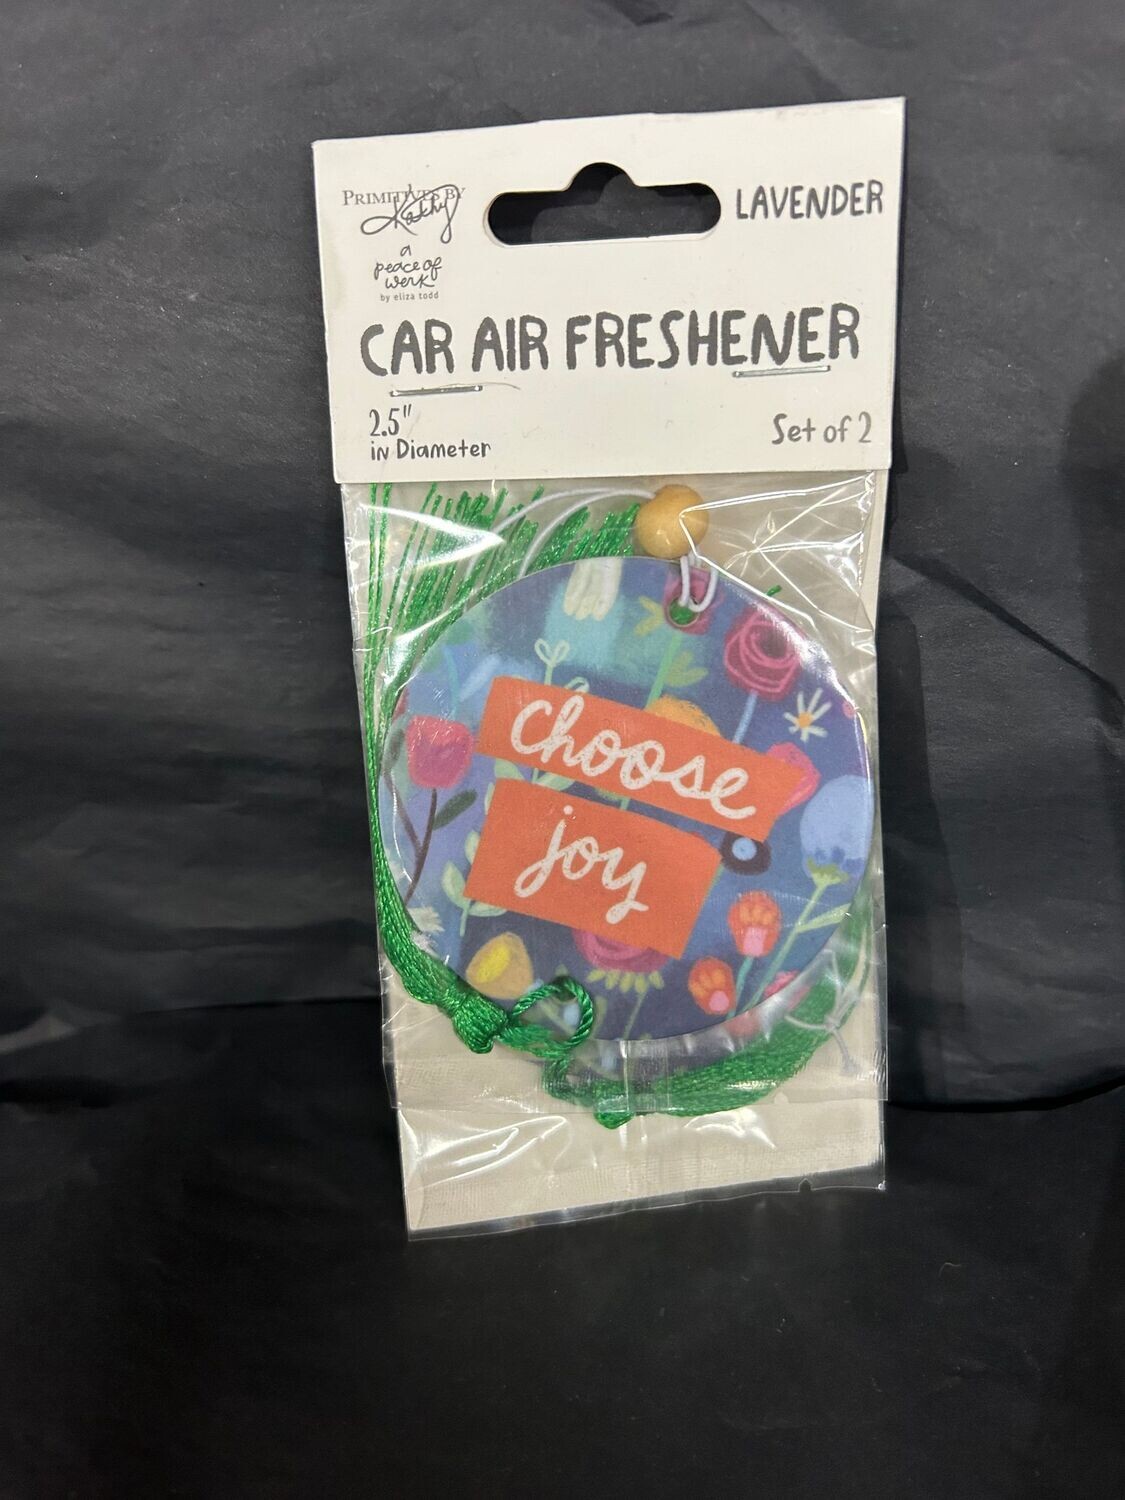 PRIMITIVES BY
Kathy
LAVENDER
a
peace of
werk
by eliza todd
CAR AIR FRESHENER
2.5"
in Diameter
Set of 2
choose
joy